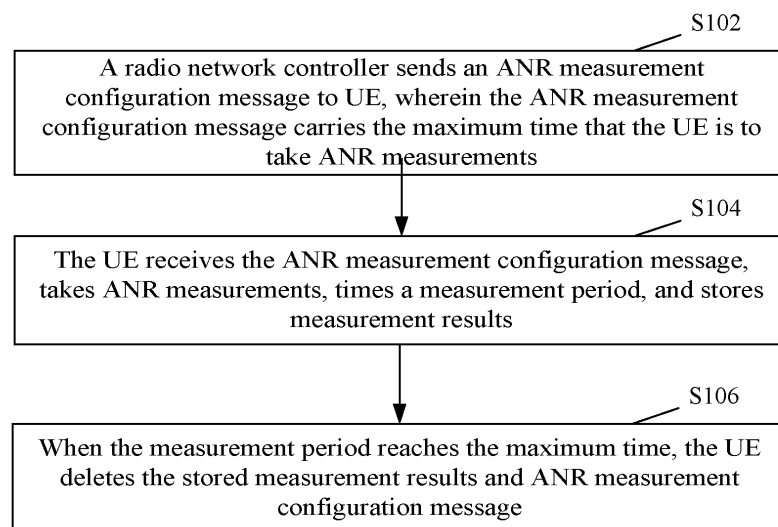 S102
A radio network controller sends an ANR measurement
configuration message to UE, wherein the ANR measurement
configuration message carries the maximum time that the UE is to
take ANR measurements
S104
The UE receives the ANR measurement configuration message,
takes ANR measurements, times a measurement period, and stores
measurement results
S106
When the measurement period reaches the maximum time, the UE
deletes the stored measurement results and ANR measurement
configuration message